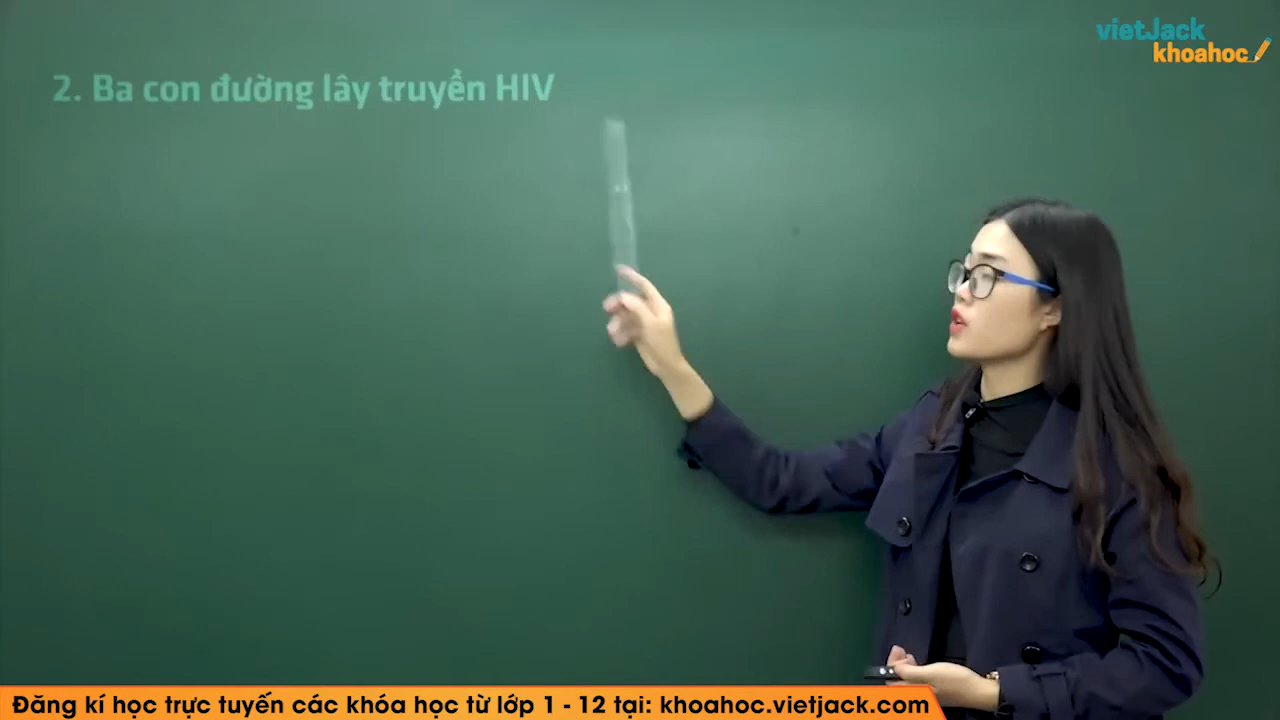 vietJack
khoahoc
2. Ba con đường lây truyền HIV
Đăng kí học trực tuyến các khóa học từ lớp 1 - 12 tại: khoahoc.vietjack.com